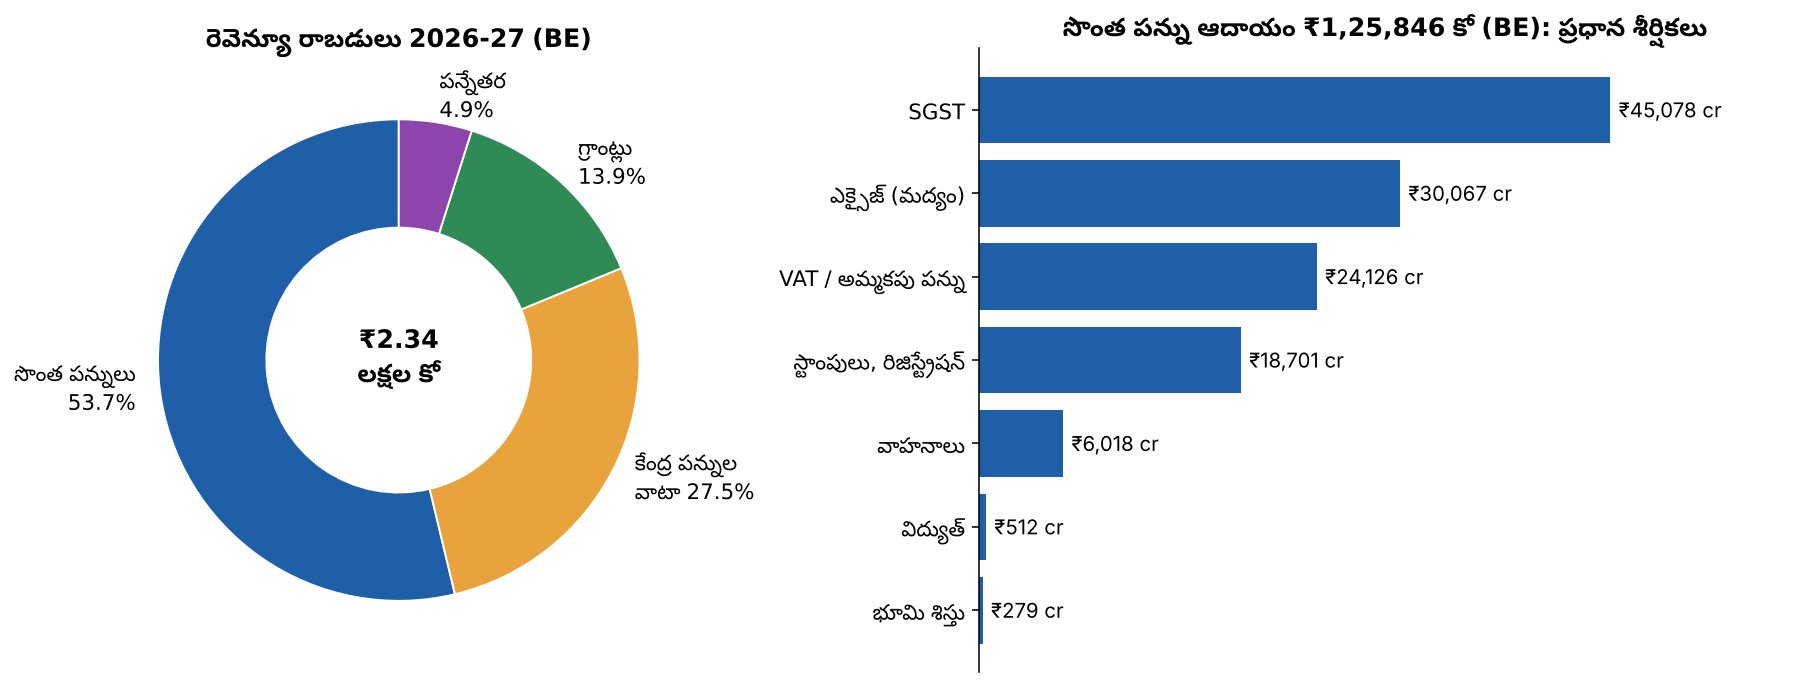 రెవెన్యూ రాబడులు 2026-27 (BE)
పన్నేతర
4.9%
గ్రాంట్లు
13.9%
₹2.34
లక్షల కో
సొంత పన్నులు
53.7%
కేంద్ర పన్నుల
వాటా 27.5%
సొంత పన్ను ఆదాయం ₹1,25,846 కో (BE): ప్రధాన శీర్షికలు
SGST ₹45,078 cr
ఎక్సైజ్ (మద్యం) ₹30,067 cr
VAT / అమ్మకపు పన్ను ₹24,126 cr
స్టాంపులు, రిజిస్ట్రేషన్ ₹18,701 cr
వాహనాలు ₹6,018 cr
విద్యుత్ ₹512 cr
భూమి శిస్తు ₹279 cr